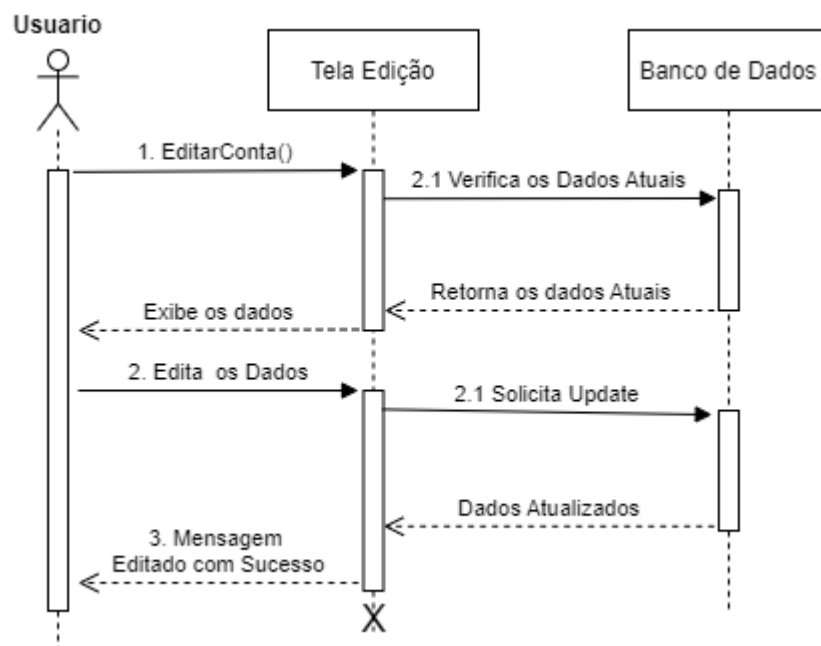 Usuario
Tela Edição
Banco de Dados
1. EditarConta()
2.1 Verifica os Dados Atuais
Retorna os dados Atuais
Exibe os dados
2. Edita  os Dados
2.1 Solicita Update
Dados Atualizados
3. Mensagem
Editado com Sucesso
X